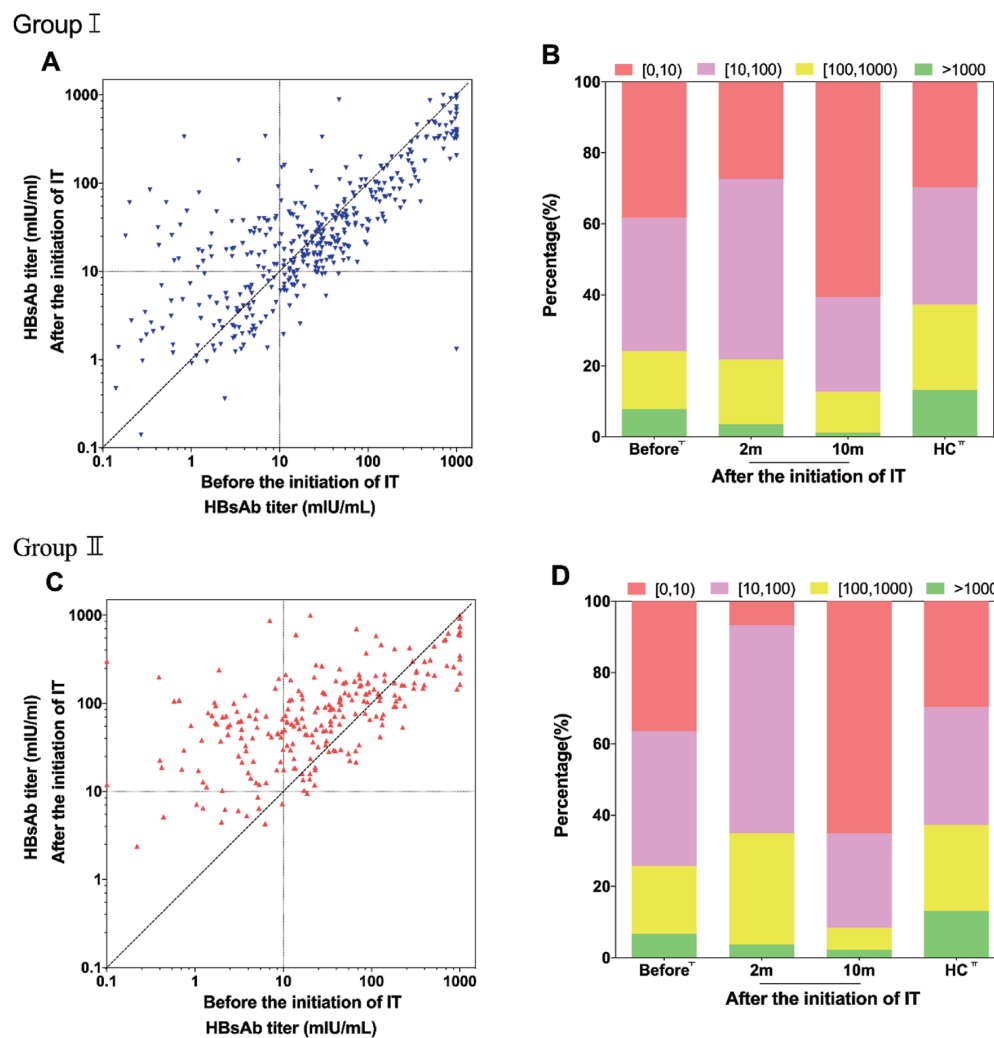 Group Ⅰ
A
HBsAb titer (mIU/ml)
After the initiation of IT
1000
100
10
1
0.1
0.1 1 10 100 1000
Before the initiation of IT
HBsAb titer (mIU/mL)
B
[0,10) [10,100) [100,1000) >1000
Percentage(%)
100
80
60
40
20
0
Before┬ 2m 10m HC╥
After the initiation of IT
Group Ⅱ
C
HBsAb titer (mIU/ml)
After the initiation of IT
1000
100
10
1
0.1
0.1 1 10 100 1000
Before the initiation of IT
HBsAb titer (mIU/mL)
D
[0,10) [10,100) [100,1000) >1000
Percentage(%)
100
80
60
40
20
0
Before┬ 2m 10m HC╥
After the initiation of IT